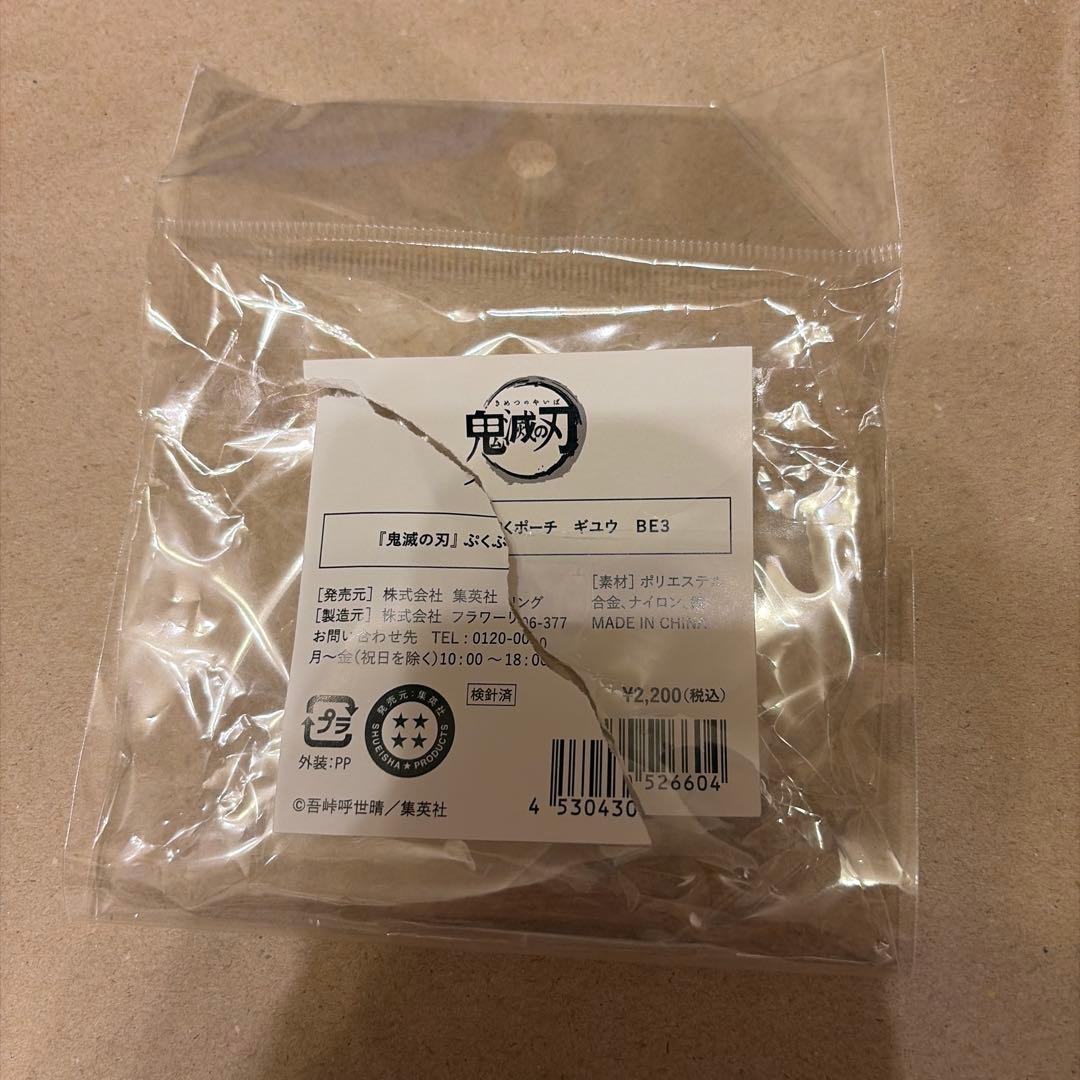 きめつのやいば
鬼滅の刃
『鬼滅の刃』ぷくぷくポーチ ギユウ BE3
[発売元] 株式会社 集英社
[製造元] 株式会社 フラワーリング
お問い合わせ先 TEL:0120-00 06-377
月～金(祝日を除く)10:00～18:00
[素材] ポリエステル
合金、ナイロン、
MADE IN CHINA
検針済
¥2,200(税込)
プラ
外装:PP
発売元:集英社
SHUEISHA★PRODUCTS
4 530430 526604
©吾峠呼世晴／集英社